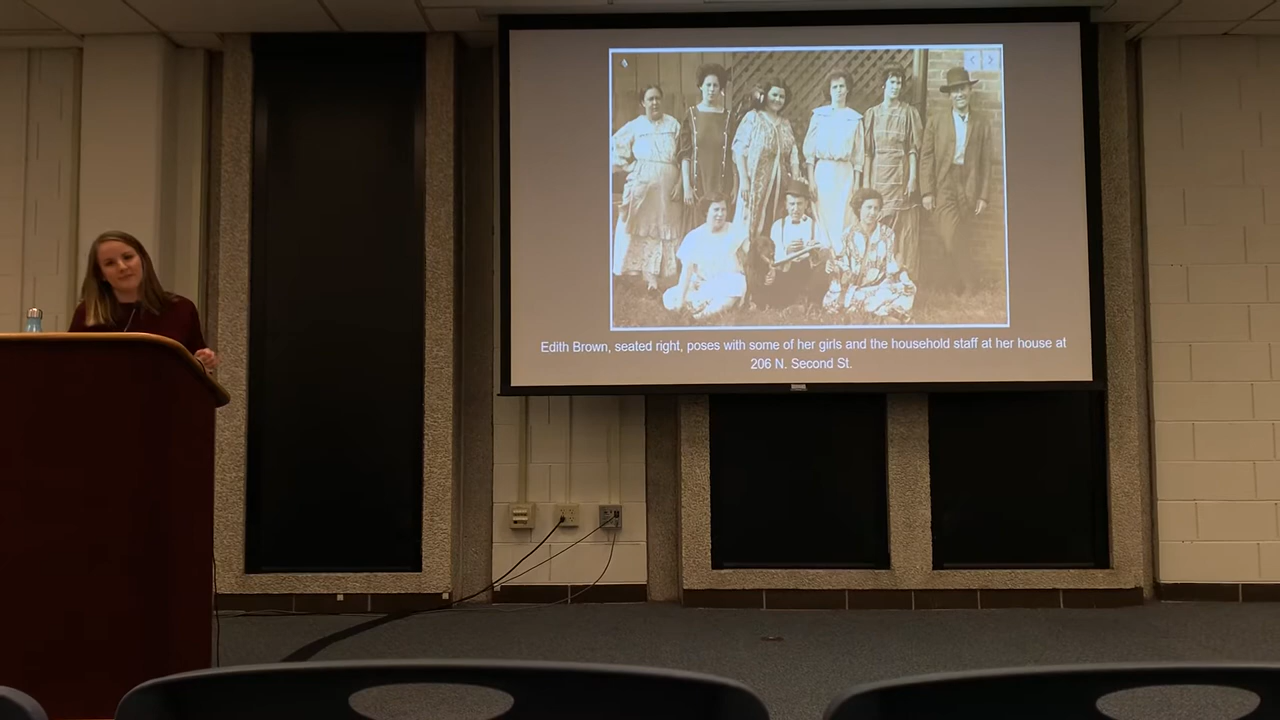 Edith Brown, seated right, poses with some of her girls and the household staff at her house at
206 N. Second St.